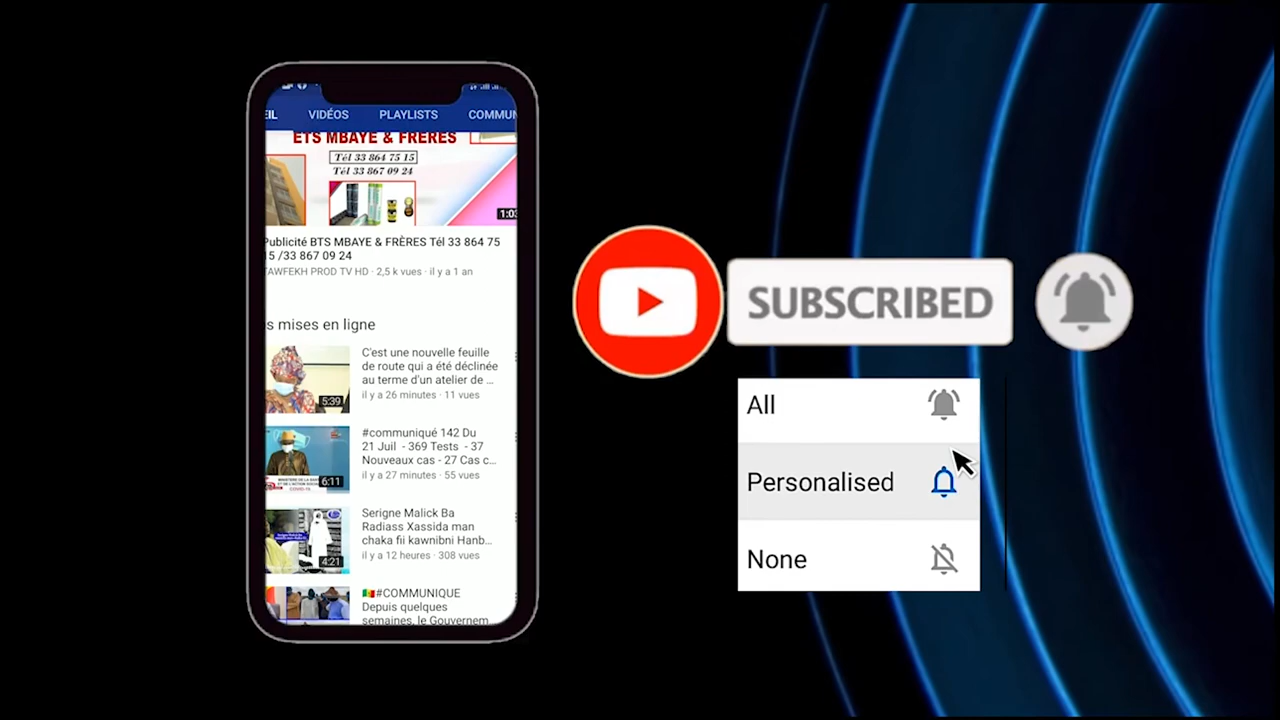 EIL VIDÉOS PLAYLISTS COMMUN
ETS MBAYE & FRERES
Tél 33 864 75 15
Tél 33 867 09 24
1:03
Publicité BTS MBAYE & FRÈRES Tél 33 864 75
15 /33 867 09 24
TAWFEKH PROD TV HD · 2,5 k vues · il y a 1 an
s mises en ligne
C'est une nouvelle feuille
de route qui a été déclinée
au terme d'un atelier de ...
il y a 26 minutes · 11 vues
5:39
#communiqué 142 Du
21 Juil - 369 Tests - 37
Nouveaux cas - 27 Cas c...
il y a 27 minutes · 55 vues
6:11
Serigne Malick Ba
Radiass Xassida man
chaka fii kawnibni Hanb...
il y a 12 heures · 308 vues
4:21
#COMMUNIQUE
Depuis quelques
semaines, le Gouvernem
SUBSCRIBED
All
Personalised
None